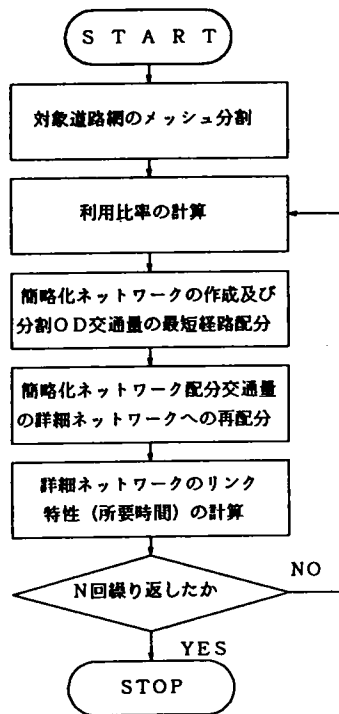 START
対象道路網のメッシュ分割
利用比率の計算
簡略化ネットワークの作成及び
分割OD交通量の最短経路配分
簡略化ネットワーク配分交通量
の詳細ネットワークへの再配分
詳細ネットワークのリンク
特性（所要時間）の計算
N回繰り返したか
NO
YES
STOP